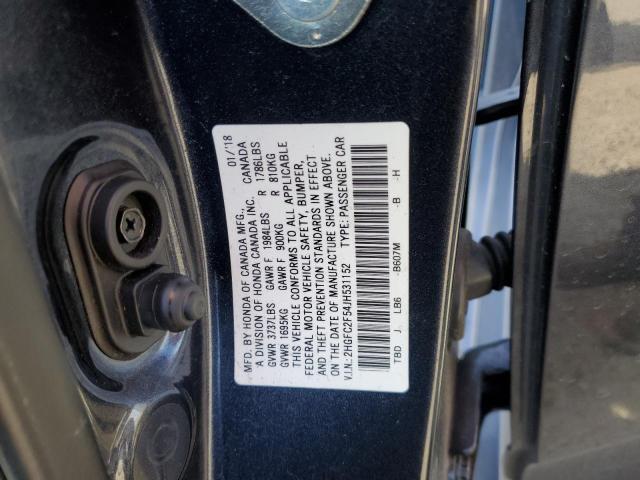 MFD. BY HONDA OF CANADA MFG. 01/'18
A DIVISION OF HONDA CANADA INC. CANADA
GVWR 3737LBS GAWR F 1984LBS R 1786LBS
GVWR 1695KG GAWR F 900KG R 810KG
THIS VEHICLE CONFORMS TO ALL APPLICABLE
FEDERAL MOTOR VEHICLE SAFETY, BUMPER,
AND THEFT PREVENTION STANDARDS IN EFFECT
ON THE DATE OF MANUFACTURE SHOWN ABOVE.
V.I.N.:2HGFC2F54JH531152 TYPE: PASSENGER CAR
TBD J. LB6 -B607M -B -H